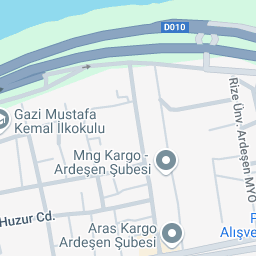 D010
Gazi Mustafa
Kemal İlkokulu
Rize Ünv. Ardeşen MYO
Mng Kargo -
Ardeşen Şubesi
Huzur Cd.
Aras Kargo
Ardeşen Şubesi
P
Alışve